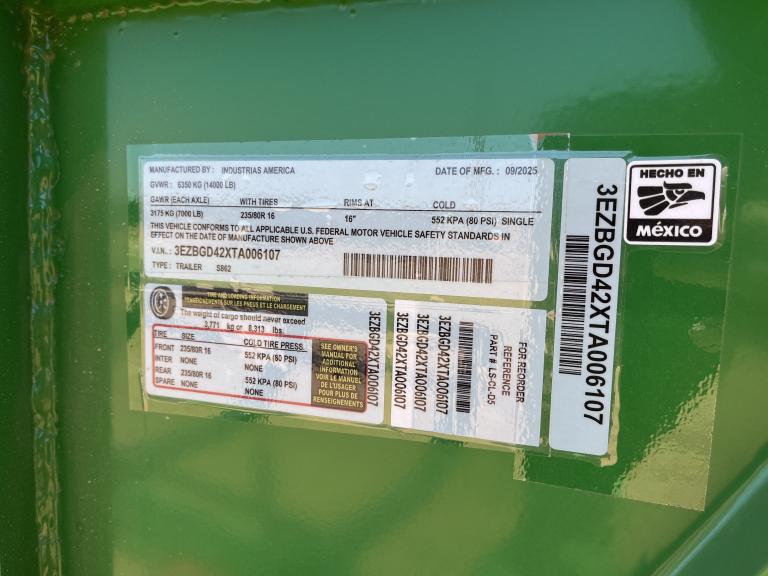 MANUFACTURED BY : INDUSTRIAS AMERICA DATE OF MFG. : 09/2025
GVWR : 6350 KG (14000 LB)
GAWR (EACH AXLE) WITH TIRES RIMS AT COLD
3175 KG (7000 LB) 235/80R 16 16" 552 KPA (80 PSI) SINGLE
THIS VEHICLE CONFORMS TO ALL APPLICABLE U.S. FEDERAL MOTOR VEHICLE SAFETY STANDARDS IN
EFFECT ON THE DATE OF MANUFACTURE SHOWN ABOVE
V.I.N. : 3EZBGD42XTA006107
TYPE : TRAILER S862
3EZBGD42XTA006107
HECHO EN
MÉXICO
TIRE AND LOADING INFORMATION
RENSEIGNEMENTS SUR LES PNEUS ET LE CHARGEMENT
The weight of cargo should never exceed
3,771 kg or 8,313 lbs
TIRE SIZE COLD TIRE PRESS.
FRONT 235/80R 16 552 KPA (80 PSI)
INTER NONE NONE
REAR 235/80R 16 552 KPA (80 PSI)
SPARE NONE NONE
SEE OWNER'S
MANUAL FOR
ADDITIONAL
INFORMATION
VOIR LE MANUEL
DE L'USAGER
POUR PLUS DE
RENSEIGNEMENTS
3EZBGD42XTA006107
3EZBGD42XTA006107
3EZBGD42XTA006107
3EZBGD42XTA006107
FOR REORDER
REFERENCE
PART # LS-CL-D5